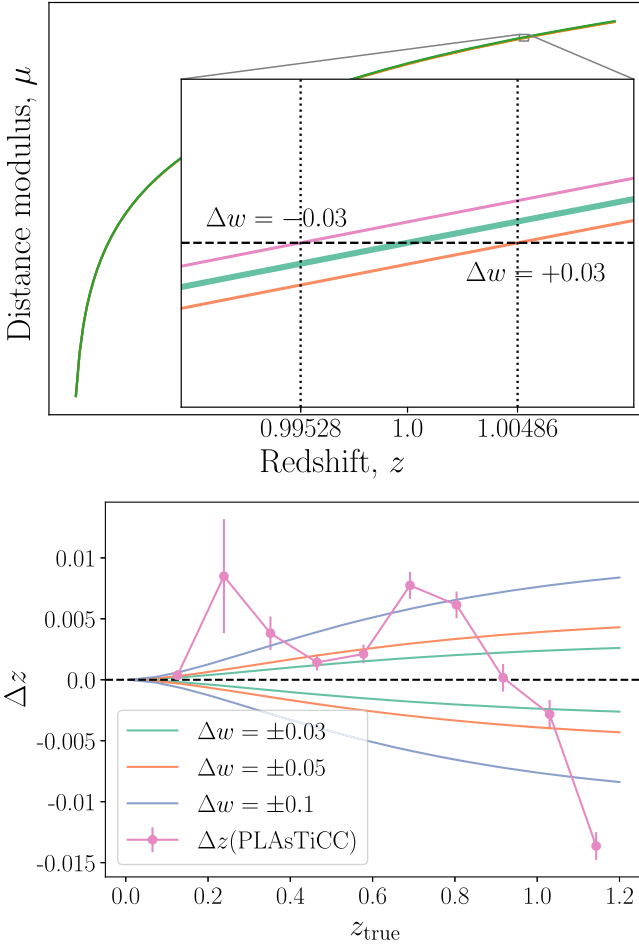 Distance modulus, μ
Δw = −0.03
Δw = +0.03
0.99528 1.0 1.00486
Redshift, z
0.01
0.005
0.0
-0.005
-0.01
-0.015
Δz
Δw = ±0.03
Δw = ±0.05
Δw = ±0.1
Δz(PLAsTiCC)
0.0 0.2 0.4 0.6 0.8 1.0 1.2
z_true